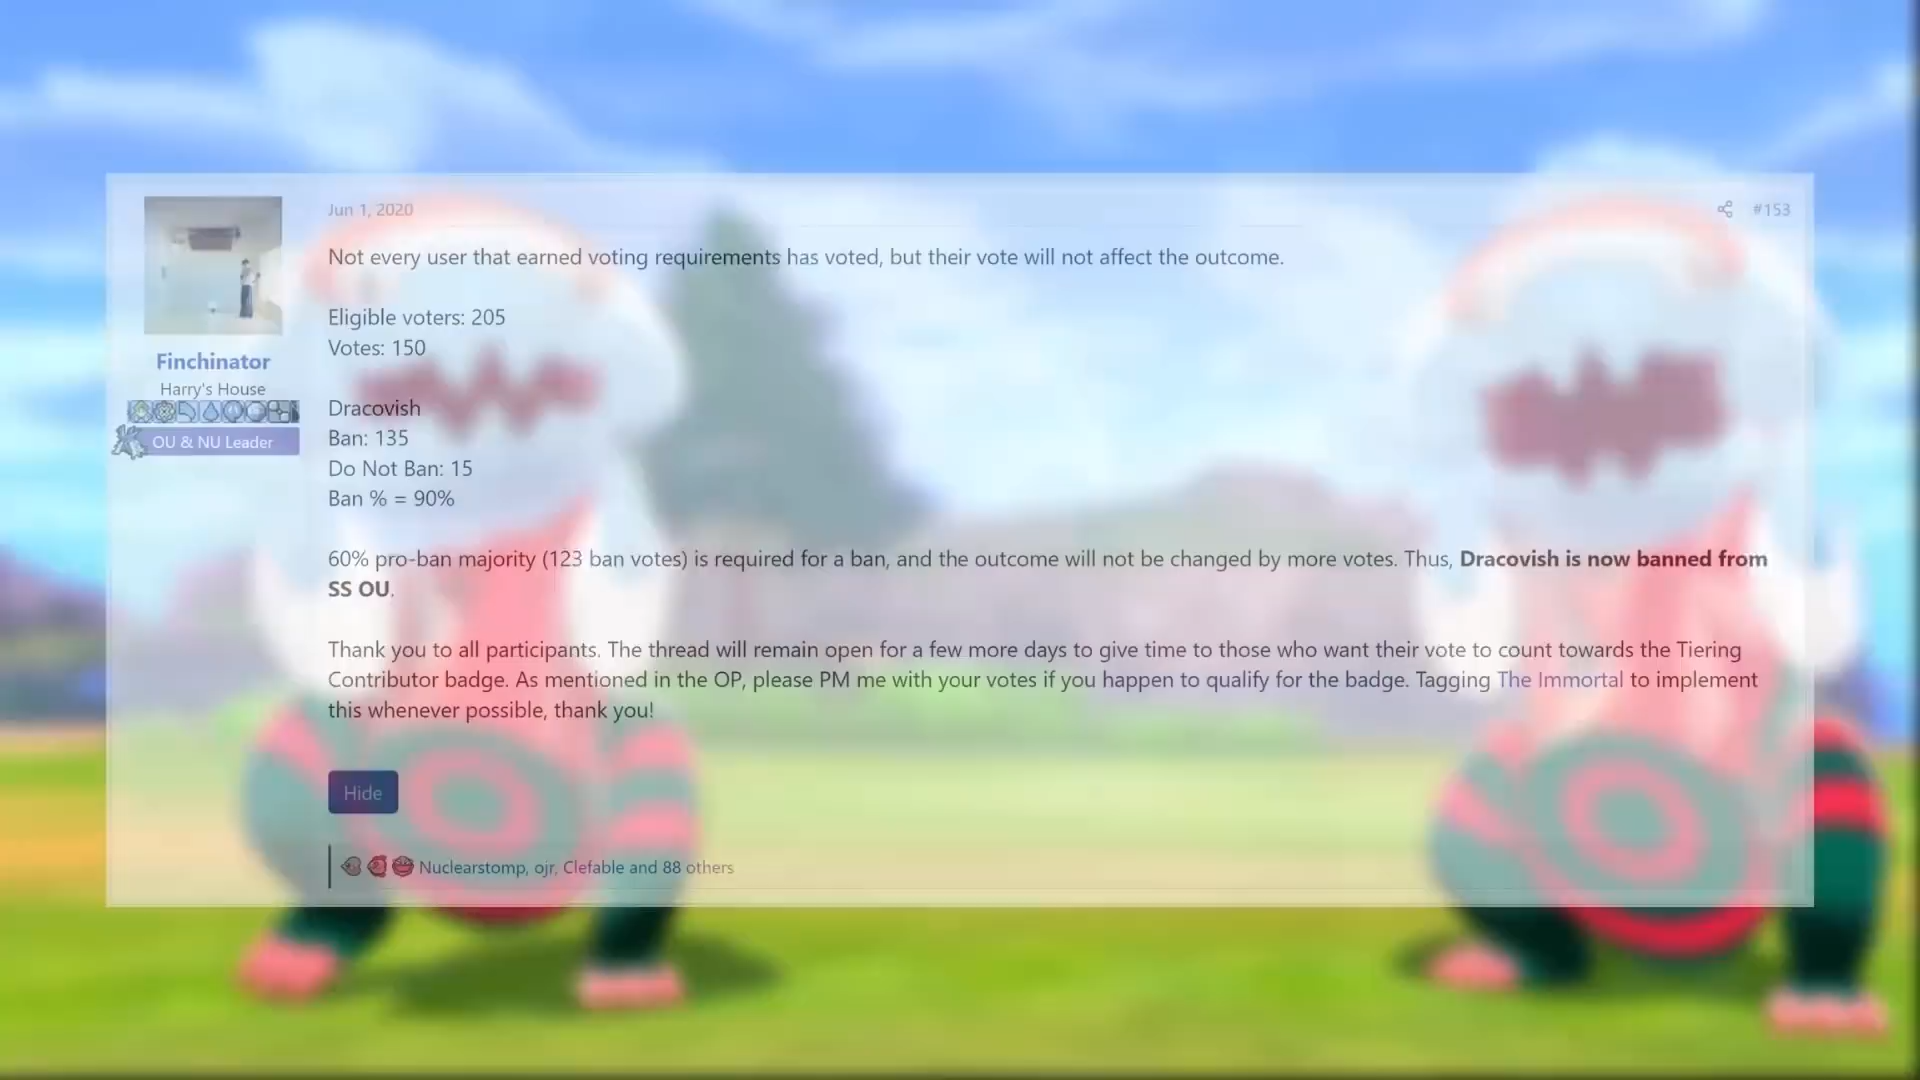 Jun 1, 2020
#153
Not every user that earned voting requirements has voted, but their vote will not affect the outcome.
Eligible voters: 205
Votes: 150
Finchinator
Harry's House
OU & NU Leader
Dracovish
Ban: 135
Do Not Ban: 15
Ban % = 90%
60% pro-ban majority (123 ban votes) is required for a ban, and the outcome will not be changed by more votes. Thus, Dracovish is now banned from
SS OU.
Thank you to all participants. The thread will remain open for a few more days to give time to those who want their vote to count towards the Tiering
Contributor badge. As mentioned in the OP, please PM me with your votes if you happen to qualify for the badge. Tagging The Immortal to implement
this whenever possible, thank you!
Hide
Nuclearstomp, ojr, Clefable and 88 others